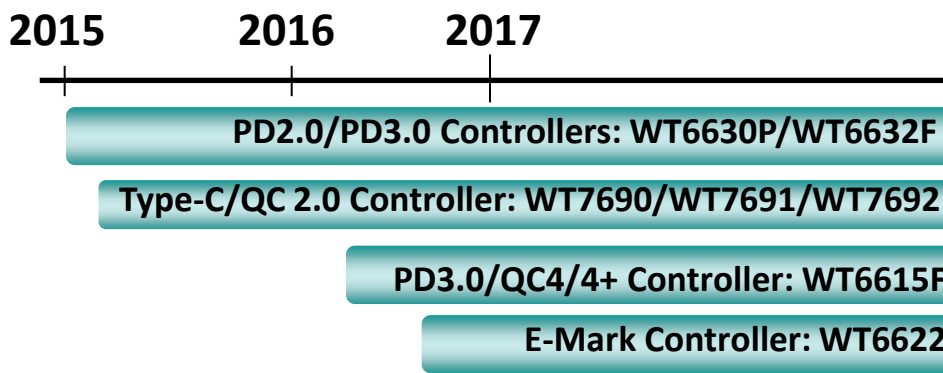 2015 2016 2017
PD2.0/PD3.0 Controllers: WT6630P/WT6632F
Type-C/QC 2.0 Controller: WT7690/WT7691/WT7692
PD3.0/QC4/4+ Controller: WT6615F
E-Mark Controller: WT6622